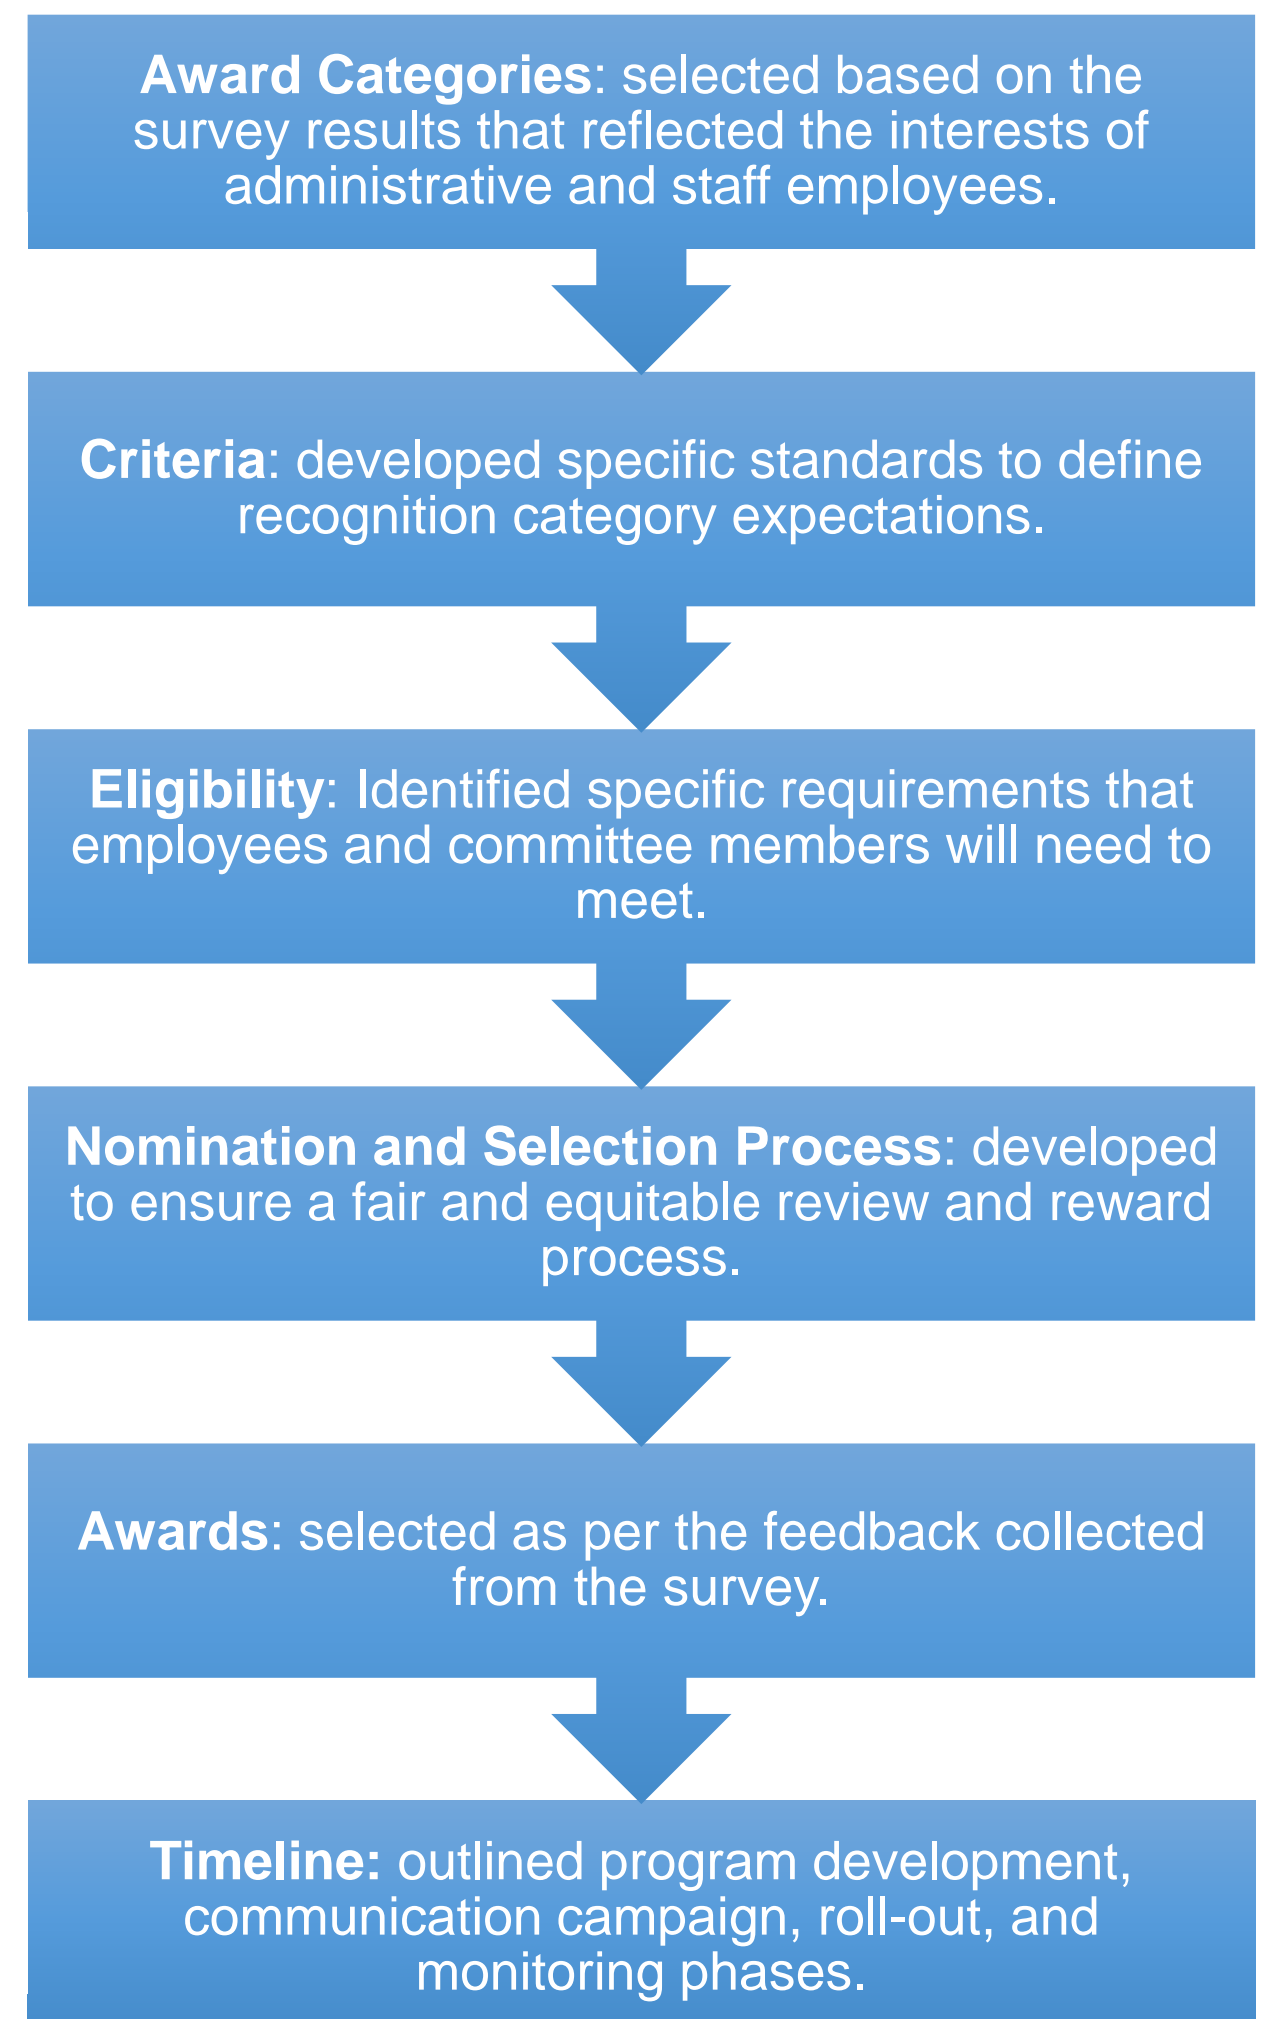 Award Categories: selected based on the
survey results that reflected the interests of
administrative and staff employees.
Criteria: developed specific standards to define
recognition category expectations.
Eligibility: Identified specific requirements that
employees and committee members will need to
meet.
Nomination and Selection Process: developed
to ensure a fair and equitable review and reward
process.
Awards: selected as per the feedback collected
from the survey.
Timeline: outlined program development,
communication campaign, roll-out, and
monitoring phases.